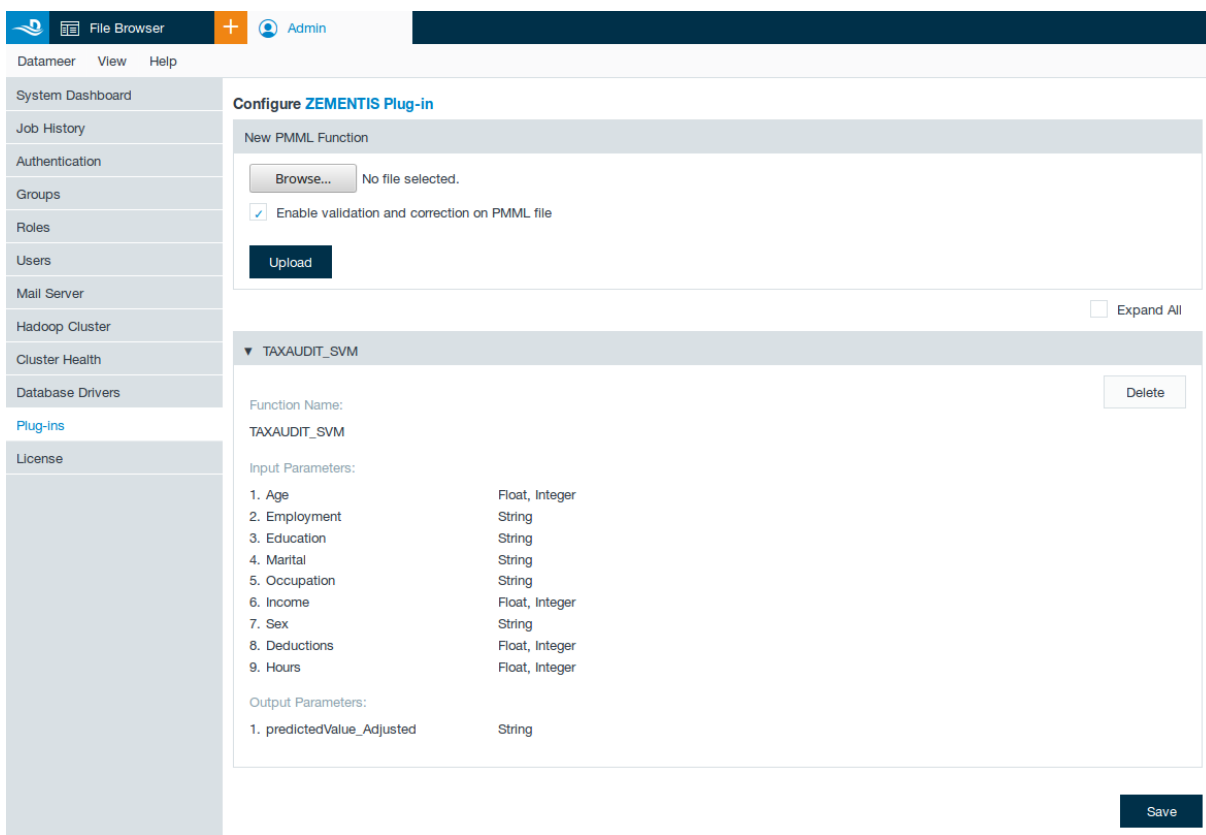 File Browser + Admin
Datameer View Help
System Dashboard
Job History
Authentication
Groups
Roles
Users
Mail Server
Hadoop Cluster
Cluster Health
Database Drivers
Plug-ins
License
Configure ZEMENTIS Plug-in
New PMML Function
Browse... No file selected.
✓ Enable validation and correction on PMML file
Upload
Expand All
▼ TAXAUDIT_SVM
Delete
Function Name:
TAXAUDIT_SVM
Input Parameters:
1. Age Float, Integer
2. Employment String
3. Education String
4. Marital String
5. Occupation String
6. Income Float, Integer
7. Sex String
8. Deductions Float, Integer
9. Hours Float, Integer
Output Parameters:
1. predictedValue_Adjusted String
Save